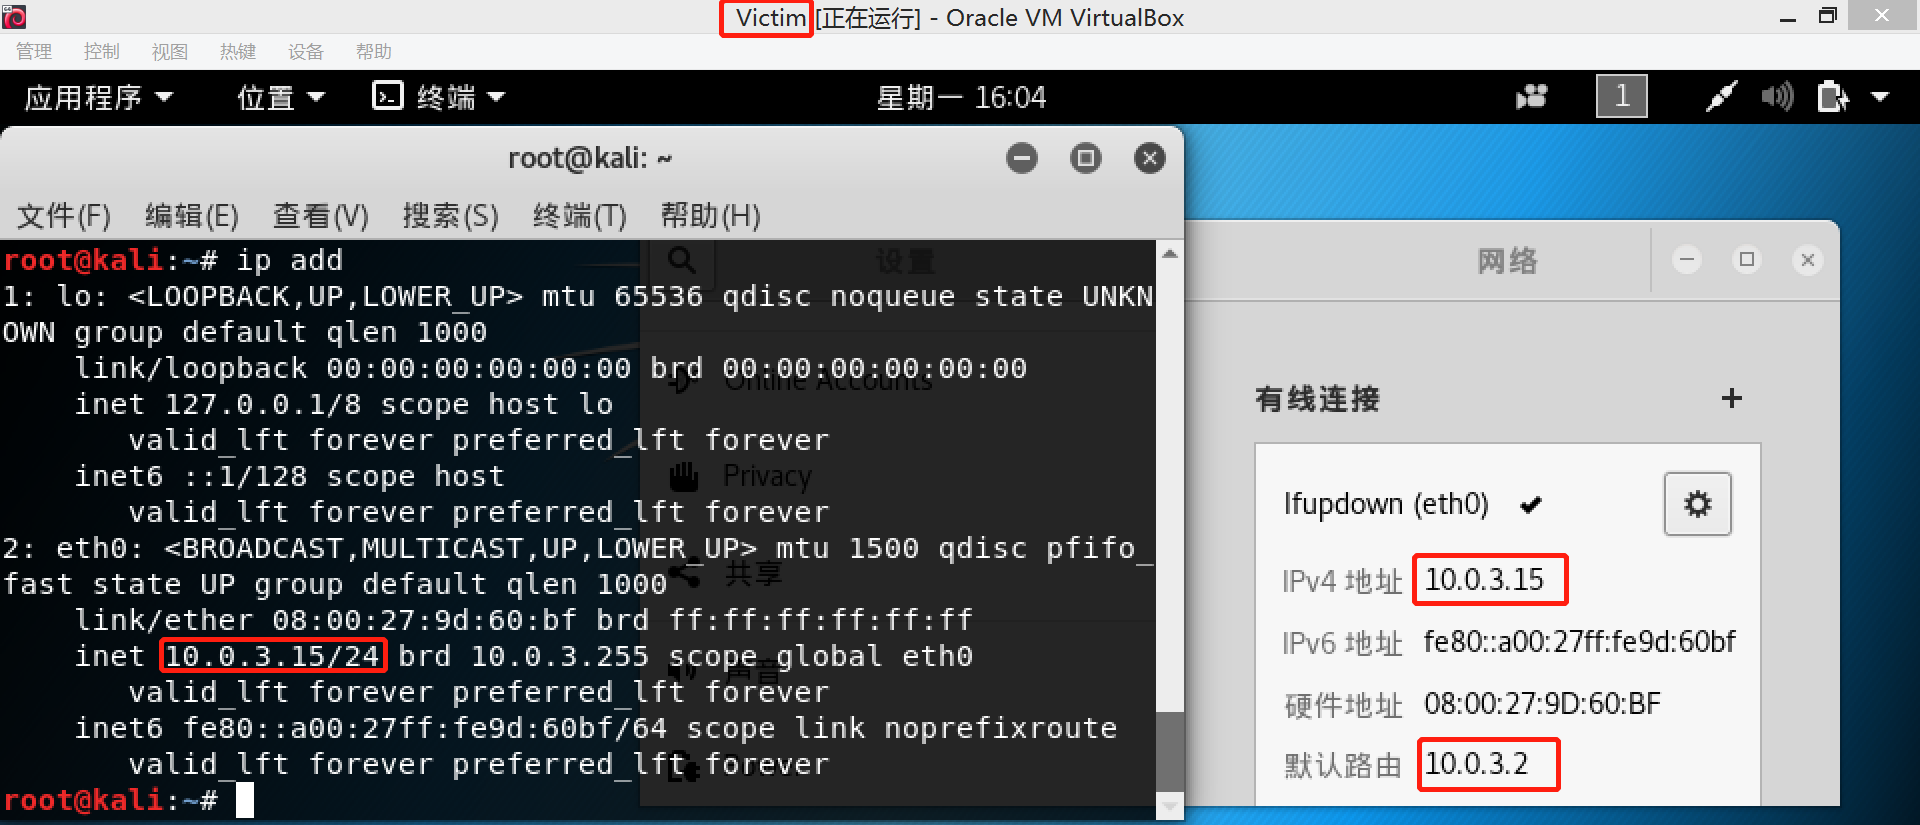 Victim [正在运行] - Oracle VM VirtualBox
管理 控制 视图 热键 设备 帮助
应用程序 位置 终端 星期一 16:04 1
root@kali: ~
文件(F) 编辑(E) 查看(V) 搜索(S) 终端(T) 帮助(H)
root@kali:~# ip add
1: lo: <LOOPBACK,UP,LOWER_UP> mtu 65536 qdisc noqueue state UNKN
OWN group default qlen 1000
link/loopback 00:00:00:00:00:00 brd 00:00:00:00:00:00
inet 127.0.0.1/8 scope host lo
valid_lft forever preferred_lft forever
inet6 ::1/128 scope host
valid_lft forever preferred_lft forever
2: eth0: <BROADCAST,MULTICAST,UP,LOWER_UP> mtu 1500 qdisc pfifo_
fast state UP group default qlen 1000
link/ether 08:00:27:9d:60:bf brd ff:ff:ff:ff:ff:ff
inet 10.0.3.15/24 brd 10.0.3.255 scope global eth0
valid_lft forever preferred_lft forever
inet6 fe80::a00:27ff:fe9d:60bf/64 scope link noprefixroute
valid_lft forever preferred_lft forever
root@kali:~#
设置
Online Accounts
Privacy
共享
声音
网络
有线连接 +
Ifupdown (eth0)
IPv4 地址 10.0.3.15
IPv6 地址 fe80::a00:27ff:fe9d:60bf
硬件地址 08:00:27:9D:60:BF
默认路由 10.0.3.2